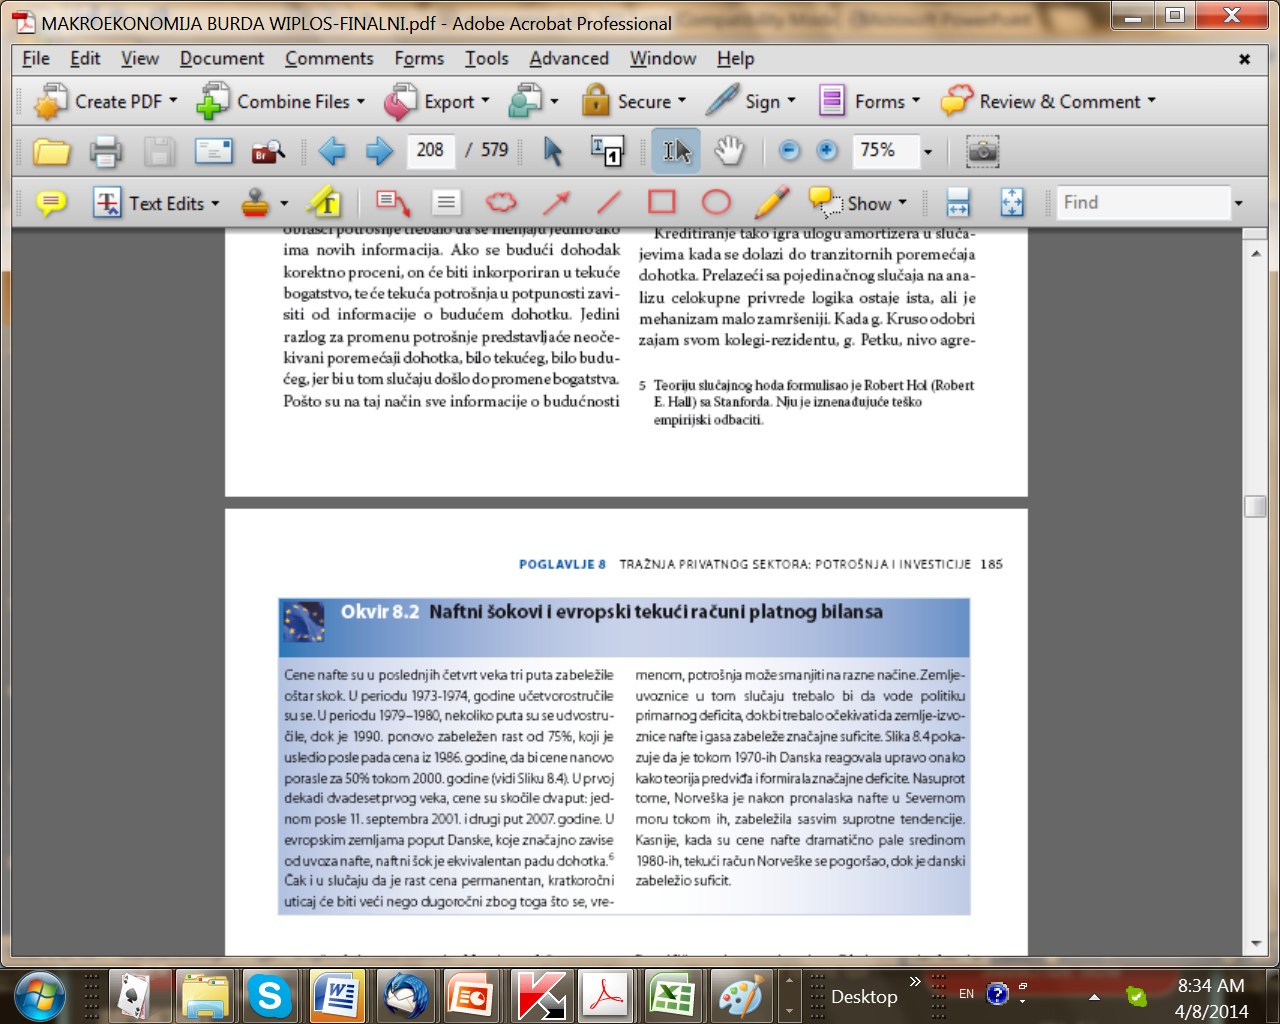 MAKROEKONOMIJA BURDA WIPLOS-FINALNI.pdf - Adobe Acrobat Professional
File Edit View Document Comments Forms Tools Advanced Window Help
Create PDF Combine Files Export Secure Sign Forms Review & Comment
208 / 579 75%
Text Edits Show Find
obrasci potrošnje trebalo da se menjaju jedino ako
ima novih informacija. Ako se budući dohodak
korektno proceni, on će biti inkorporiran u tekuće
bogatstvo, te će tekuća potrošnja u potpunosti zavi-
siti od informacije o budućem dohotku. Jedini
razlog za promenu potrošnje predstavljaće neoče-
kivani poremećaji dohotka, bilo tekućeg, bilo budu-
ćeg, jer bi u tom slučaju došlo do promene bogatstva.
Pošto su na taj način sve informacije o budućnosti
Kreditiranje tako igra ulogu amortizera u sluča-
jevima kada se dolazi do tranzitornih poremećaja
dohotka. Prelazeći sa pojedinačnog slučaja na ana-
lizu celokupne privrede logika ostaje ista, ali je
mehanizam malo zamršeniji. Kada g. Kruso odobri
zajam svom kolegi-rezidentu, g. Petku, nivo agre-
5 Teoriju slučajnog hoda formulisao je Robert Hol (Robert
E. Hall) sa Stanforda. Nju je iznenađujuće teško
empirijski odbaciti.
POGLAVLJE 8 TRAŽNJA PRIVATNOG SEKTORA: POTROŠNJA I INVESTICIJE 185
Okvir 8.2 Naftni šokovi i evropski tekući računi platnog bilansa
Cene nafte su u poslednjih četvrt veka tri puta zabeležile
oštar skok. U periodu 1973-1974, godine učetvorostručile
su se. U periodu 1979–1980, nekoliko puta su se udvostru-
čile, dok je 1990. ponovo zabeležen rast od 75%, koji je
usledio posle pada cena iz 1986. godine, da bi cene nanovo
porasle za 50% tokom 2000. godine (vidi Sliku 8.4). U prvoj
dekadi dvadeset prvog veka, cene su skočile dvaput: jed-
nom posle 11. septembra 2001. i drugi put 2007. godine. U
evropskim zemljama poput Danske, koje značajno zavise
od uvoza nafte, naftni šok je ekvivalentan padu dohotka.6
Čak i u slučaju da je rast cena permanentan, kratkoročni
uticaj će biti veći nego dugoročni zbog toga što se, vre-
menom, potrošnja može smanjiti na razne načine. Zemlje-
uvoznice u tom slučaju trebalo bi da vode politiku
primarnog deficita, dok bi trebalo očekivati da zemlje-izvo-
znice nafte i gasa zabeleže značajne suficite. Slika 8.4 poka-
zuje da je tokom 1970-ih Danska reagovala upravo onako
kako teorija predviđa i formirala značajne deficite. Nasuprot
tome, Norveška je nakon pronalaska nafte u Severnom
moru tokom ih, zabeležila sasvim suprotne tendencije.
Kasnije, kada su cene nafte dramatično pale sredinom
1980-ih, tekući račun Norveške se pogoršao, dok je danski
zabeležio suficit.
Desktop » EN 8:34 AM
4/8/2014